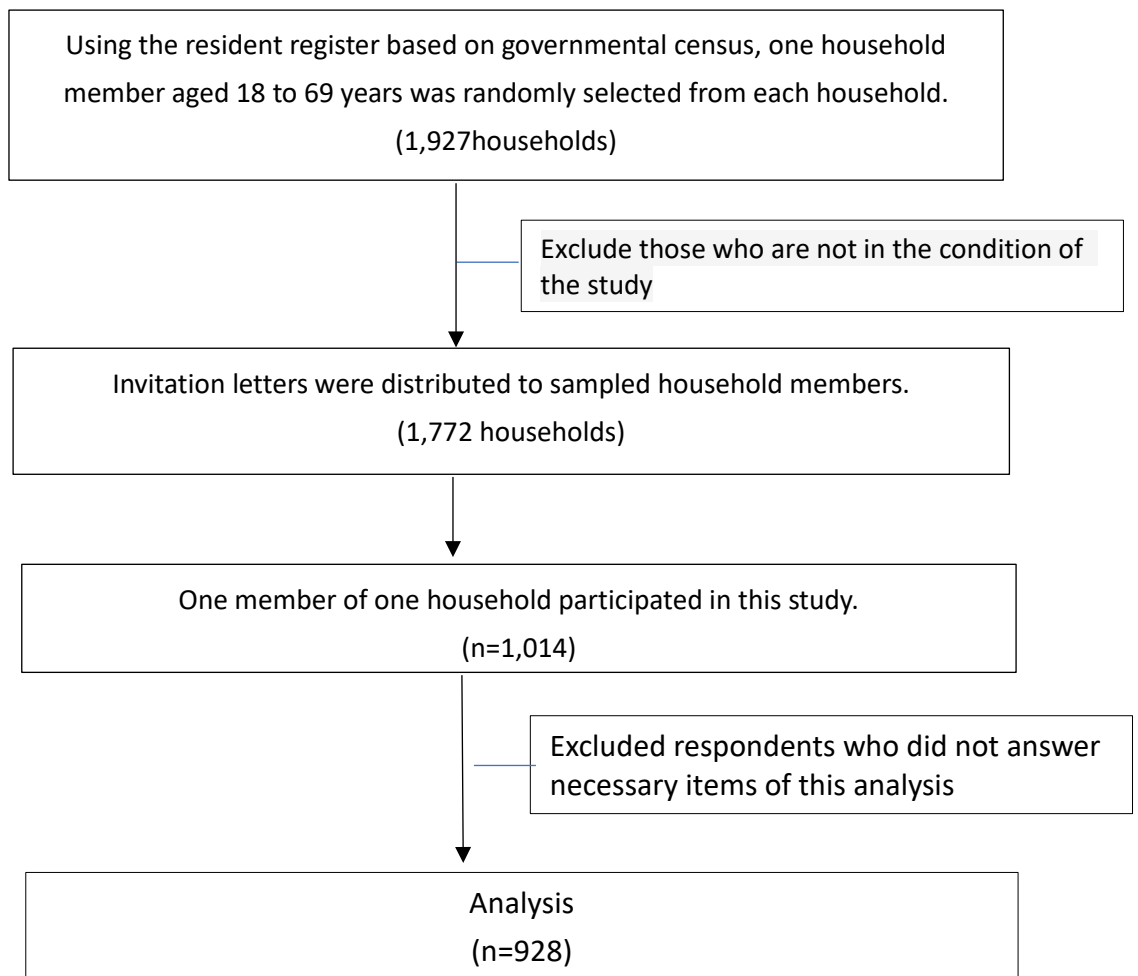 Using the resident register based on governmental census, one household
member aged 18 to 69 years was randomly selected from each household.
(1,927households)
Exclude those who are not in the condition of
the study
Invitation letters were distributed to sampled household members.
(1,772 households)
One member of one household participated in this study.
(n=1,014)
Excluded respondents who did not answer
necessary items of this analysis
Analysis
(n=928)